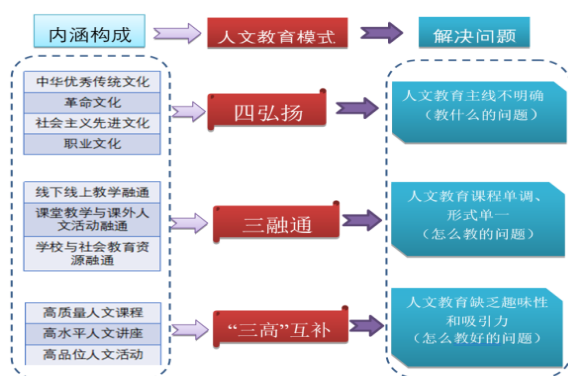 内涵构成
人文教育模式
解决问题
中华优秀传统文化
革命文化
社会主义先进文化
职业文化
四弘扬
人文教育主线不明确
（教什么的问题）
线下线上教学融通
课堂教学与课外人
文活动融通
学校与社会教育资
源融通
三融通
人文教育课程单调、
形式单一
（怎么教的问题）
高质量人文课程
高水平人文讲座
高品位人文活动
“三高”互补
人文教育缺乏趣味性
和吸引力
（怎么教好的问题）